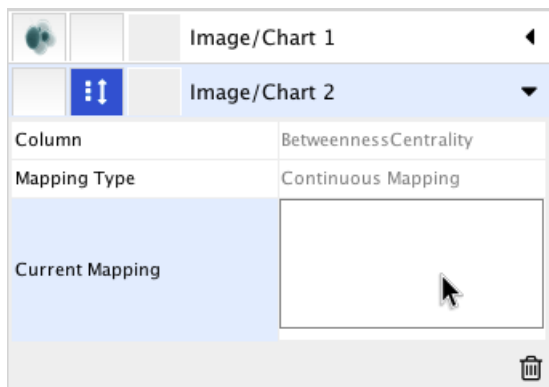 Image/Chart 1
Image/Chart 2
Column BetweennessCentrality
Mapping Type Continuous Mapping
Current Mapping